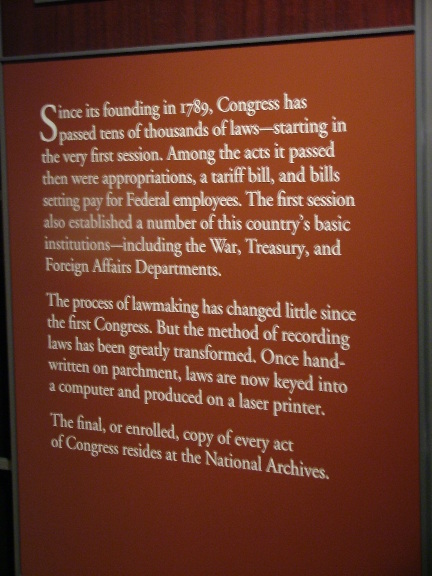 Since its founding in 1789, Congress has
passed tens of thousands of laws—starting in
the very first session. Among the acts it passed
then were appropriations, a tariff bill, and bills
setting pay for Federal employees. The first session
also established a number of this country's basic
institutions—including the War, Treasury, and
Foreign Affairs Departments.
The process of lawmaking has changed little since
the first Congress. But the method of recording
laws has been greatly transformed. Once hand-
written on parchment, laws are now keyed into
a computer and produced on a laser printer.
The final, or enrolled, copy of every act
of Congress resides at the National Archives.